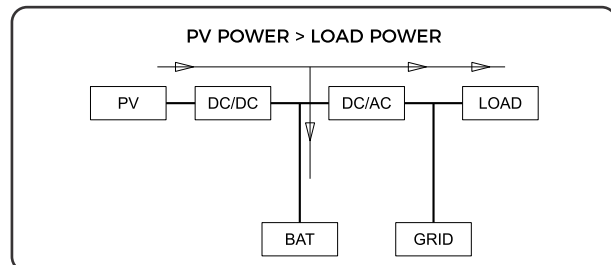 PV POWER > LOAD POWER
PV DC/DC DC/AC LOAD
BAT GRID